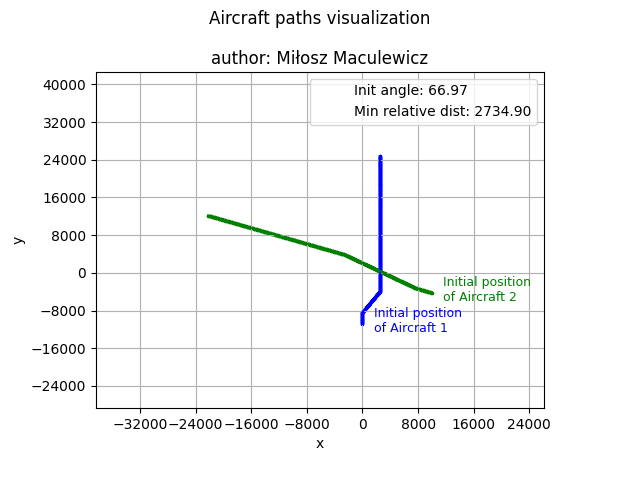 Aircraft paths visualization
author: Miłosz Maculewicz
Init angle: 66.97
Min relative dist: 2734.90
40000
32000
24000
16000
8000
0
−8000
−16000
−24000
y
Initial position
of Aircraft 2
Initial position
of Aircraft 1
−32000 −24000 −16000 −8000 0 8000 16000 24000
x